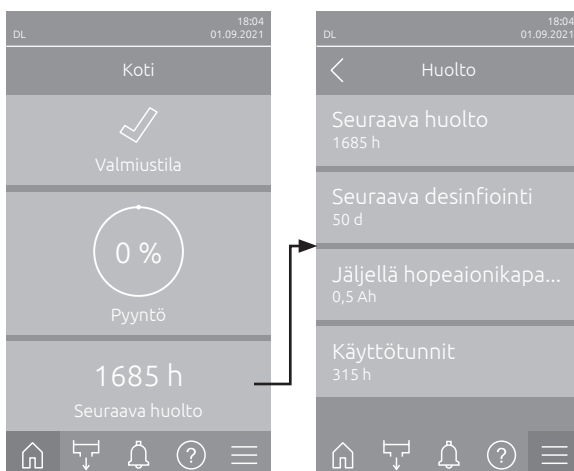 18:04
DL 01.09.2021
Koti
Valmiustila
0 %
Pyyntö
1685 h
Seuraava huolto
?
18:04
DL 01.09.2021
Huolto
Seuraava huolto
1685 h
Seuraava desinfiointi
50 d
Jäljellä hopeaionikapa...
0,5 Ah
Käyttötunnit
315 h
?